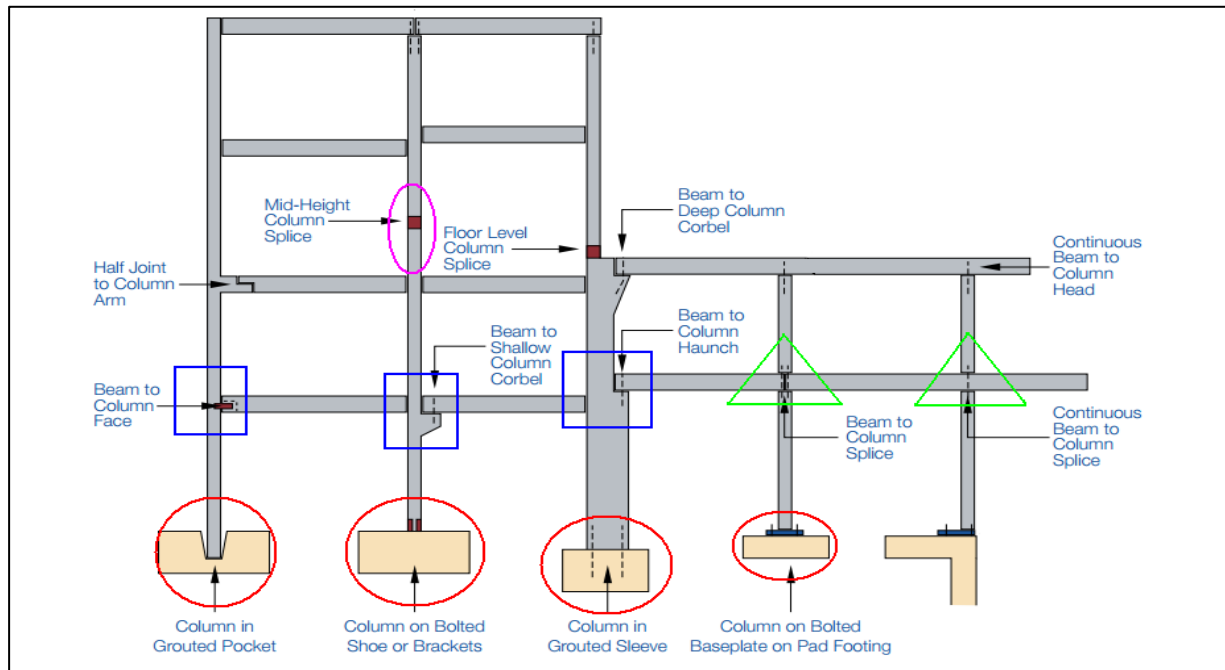 Mid-Height
Column
Splice
Floor Level
Column
Splice
Beam to
Deep Column
Corbel
Continuous
Beam to
Column
Head
Half Joint
to Column
Arm
Beam to
Shallow
Column
Corbel
Beam to
Column
Haunch
Beam to
Column
Face
Beam to
Column
Splice
Continuous
Beam to
Column
Splice
Column in
Grouted Pocket
Column on Bolted
Shoe or Brackets
Column in
Grouted Sleeve
Column on Bolted
Baseplate on Pad Footing